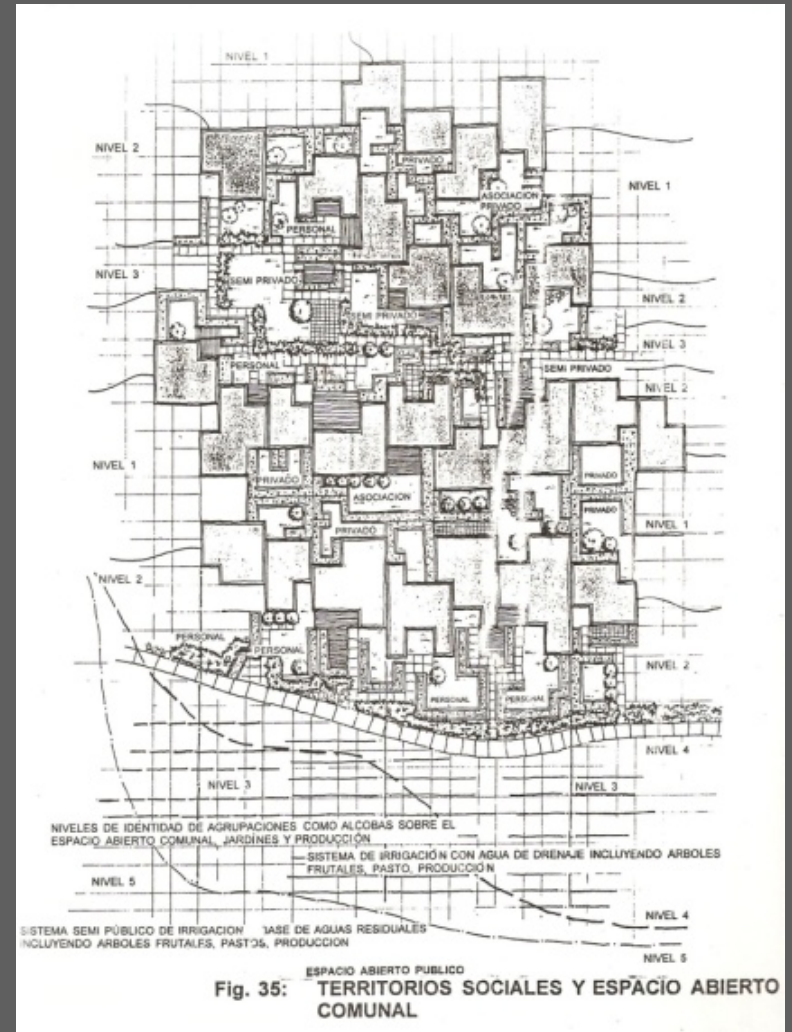 NIVEL 1
NIVEL 2
PRIVADO
NIVEL 1
ASOCIACION
PRIVADO
PERSONAL
NIVEL 3
SEMI PRIVADO
NIVEL 2
SEMI PRIVADO
NIVEL 3
PERSONAL
SEMI PRIVADO
NIVEL 2
NIVEL 1
PRIVADO
PRIVADO
ASOCIACION
PRIVADO
NIVEL 1
PRIVADO
NIVEL 2
PERSONAL
PERSONAL
NIVEL 2
PERSONAL
PERSONAL
NIVEL 4
NIVEL 3
NIVEL 3
NIVELES DE IDENTIDAD DE AGRUPACIONES COMO ALCOBAS SOBRE EL
ESPACIO ABIERTO COMUNAL, JARDINES Y PRODUCCIÓN
SISTEMA DE IRRIGACIÓN CON AGUA DE DRENAJE INCLUYENDO ARBOLES
FRUTALES, PASTO, PRODUCCIÓN
NIVEL 5
NIVEL 4
SISTEMA SEMI PÚBLICO DE IRRIGACION BASE DE AGUAS RESIDUALES
INCLUYENDO ARBOLES FRUTALES, PASTOS, PRODUCCION
NIVEL 5
ESPACIO ABIERTO PUBLICO
Fig. 35: TERRITORIOS SOCIALES Y ESPACIO ABIERTO
COMUNAL